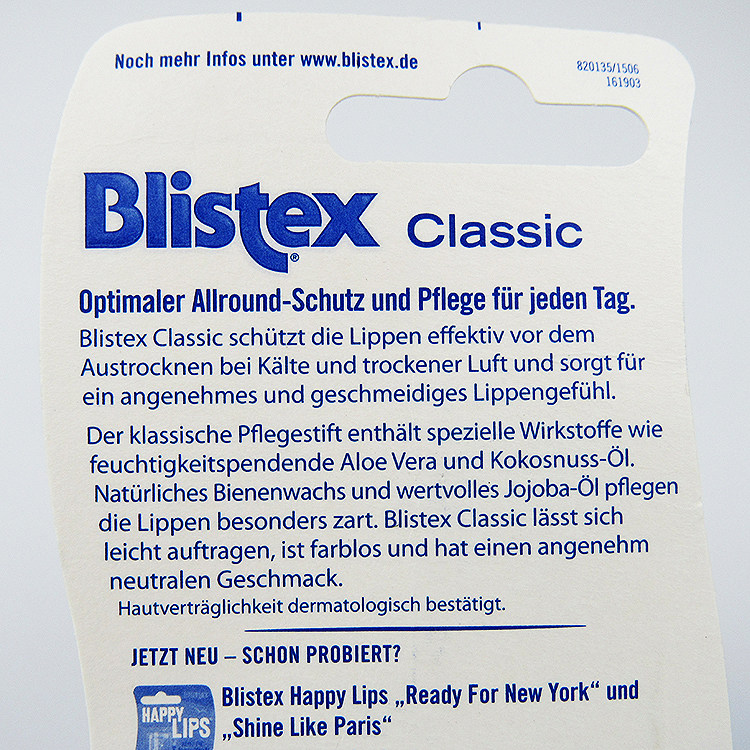 Noch mehr Infos unter www.blistex.de
820135/1506
161903
Blistex® Classic
Optimaler Allround-Schutz und Pflege für jeden Tag.
Blistex Classic schützt die Lippen effektiv vor dem
Austrocknen bei Kälte und trockener Luft und sorgt für
ein angenehmes und geschmeidiges Lippengefühl.
Der klassische Pflegestift enthält spezielle Wirkstoffe wie
feuchtigkeitspendende Aloe Vera und Kokosnuss-Öl.
Natürliches Bienenwachs und wertvolles Jojoba-Öl pflegen
die Lippen besonders zart. Blistex Classic lässt sich
leicht auftragen, ist farblos und hat einen angenehm
neutralen Geschmack.
Hautverträglichkeit dermatologisch bestätigt.
JETZT NEU – SCHON PROBIERT?
Blistex Happy Lips „Ready For New York“ und
„Shine Like Paris“
HAPPY
LIPS